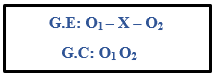 G.E: O₁ – X – O₂
G.C: O₁ O₂